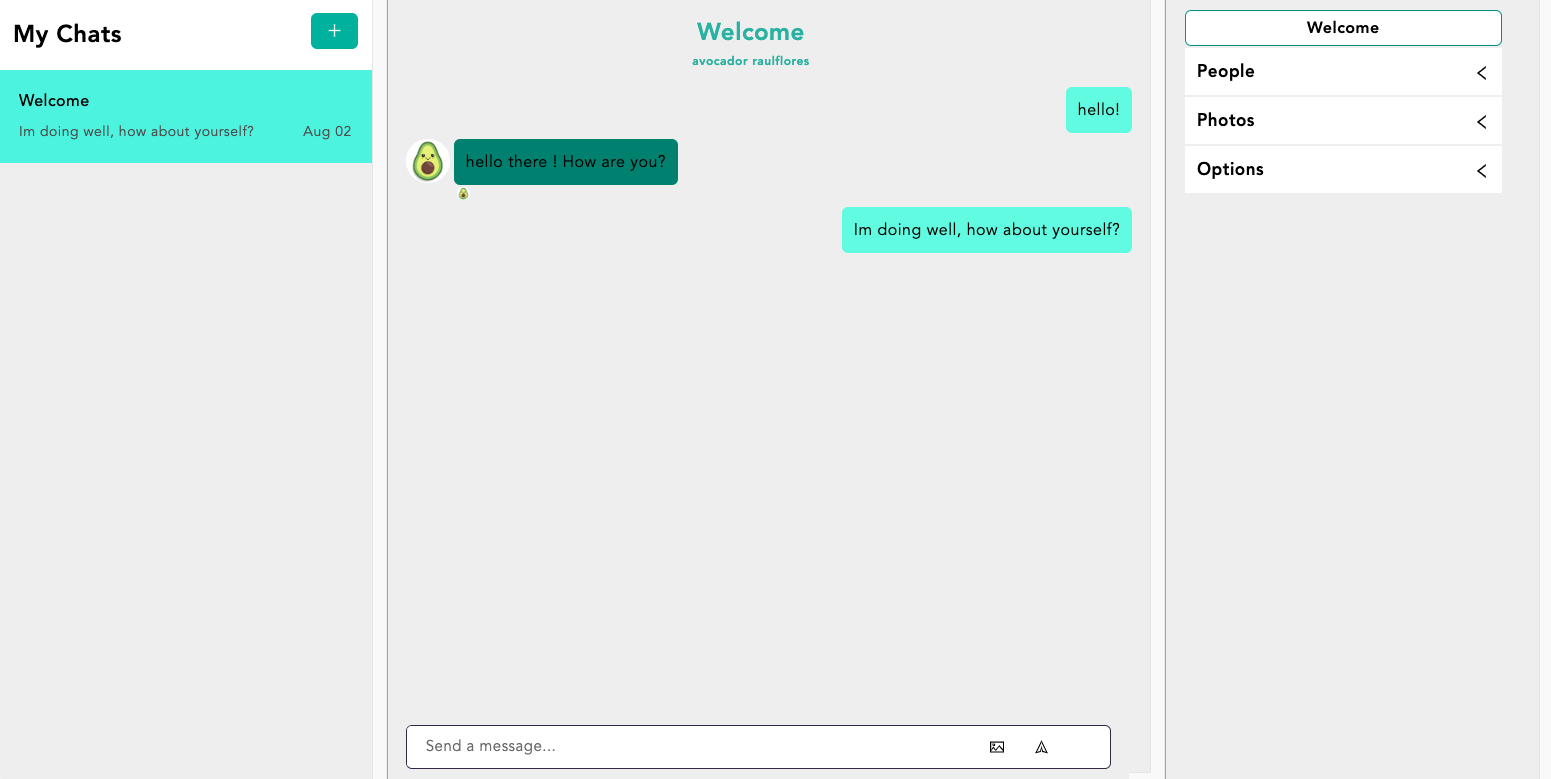 My Chats
+
Welcome
Im doing well, how about yourself?
Aug 02
Welcome
avocador raulflores
hello!
hello there ! How are you?
Im doing well, how about yourself?
Send a message...
Welcome
People
Photos
Options